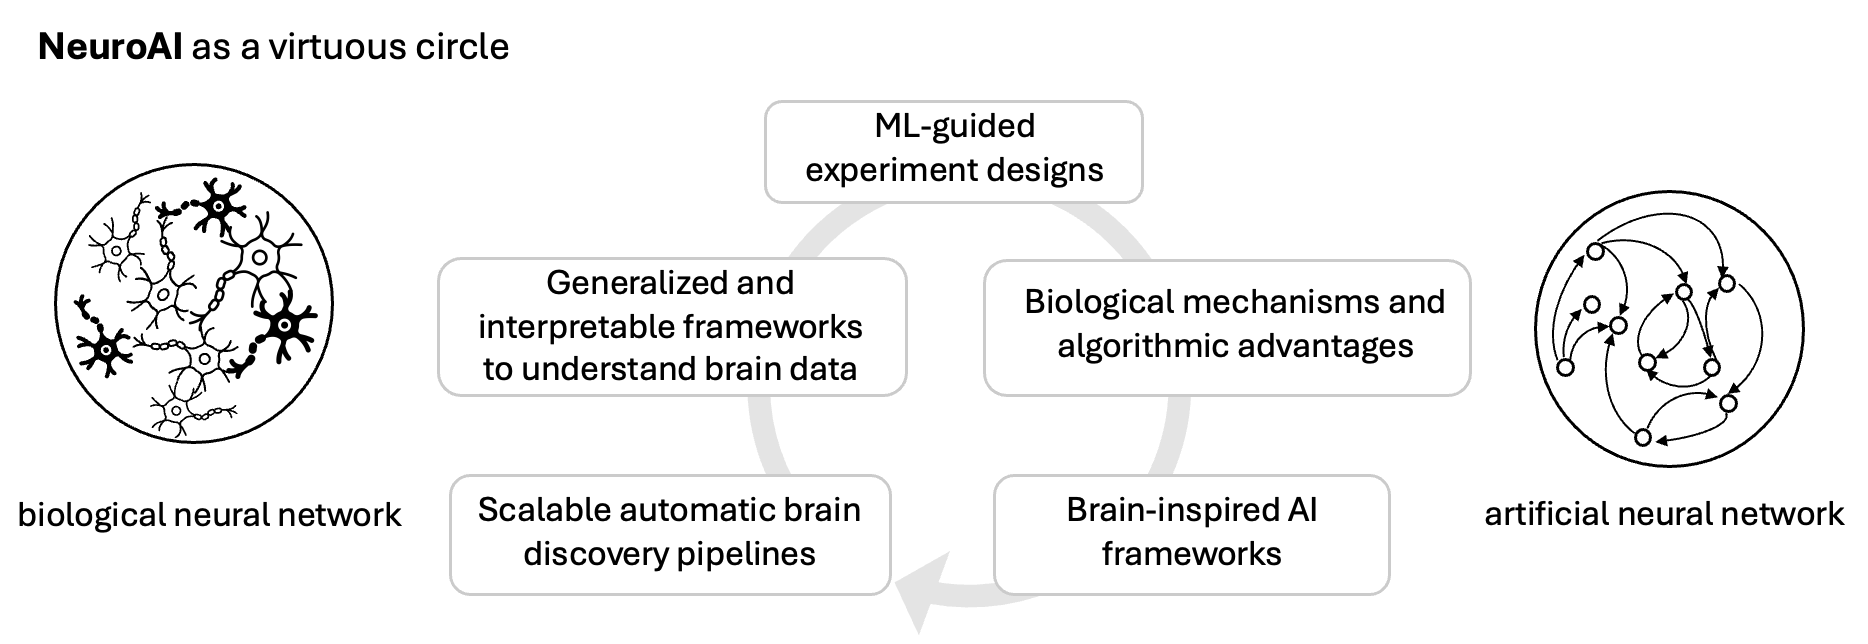 NeuroAI as a virtuous circle
ML-guided
experiment designs
Generalized and
interpretable frameworks
to understand brain data
Biological mechanisms and
algorithmic advantages
Scalable automatic brain
discovery pipelines
Brain-inspired AI
frameworks
biological neural network
artificial neural network